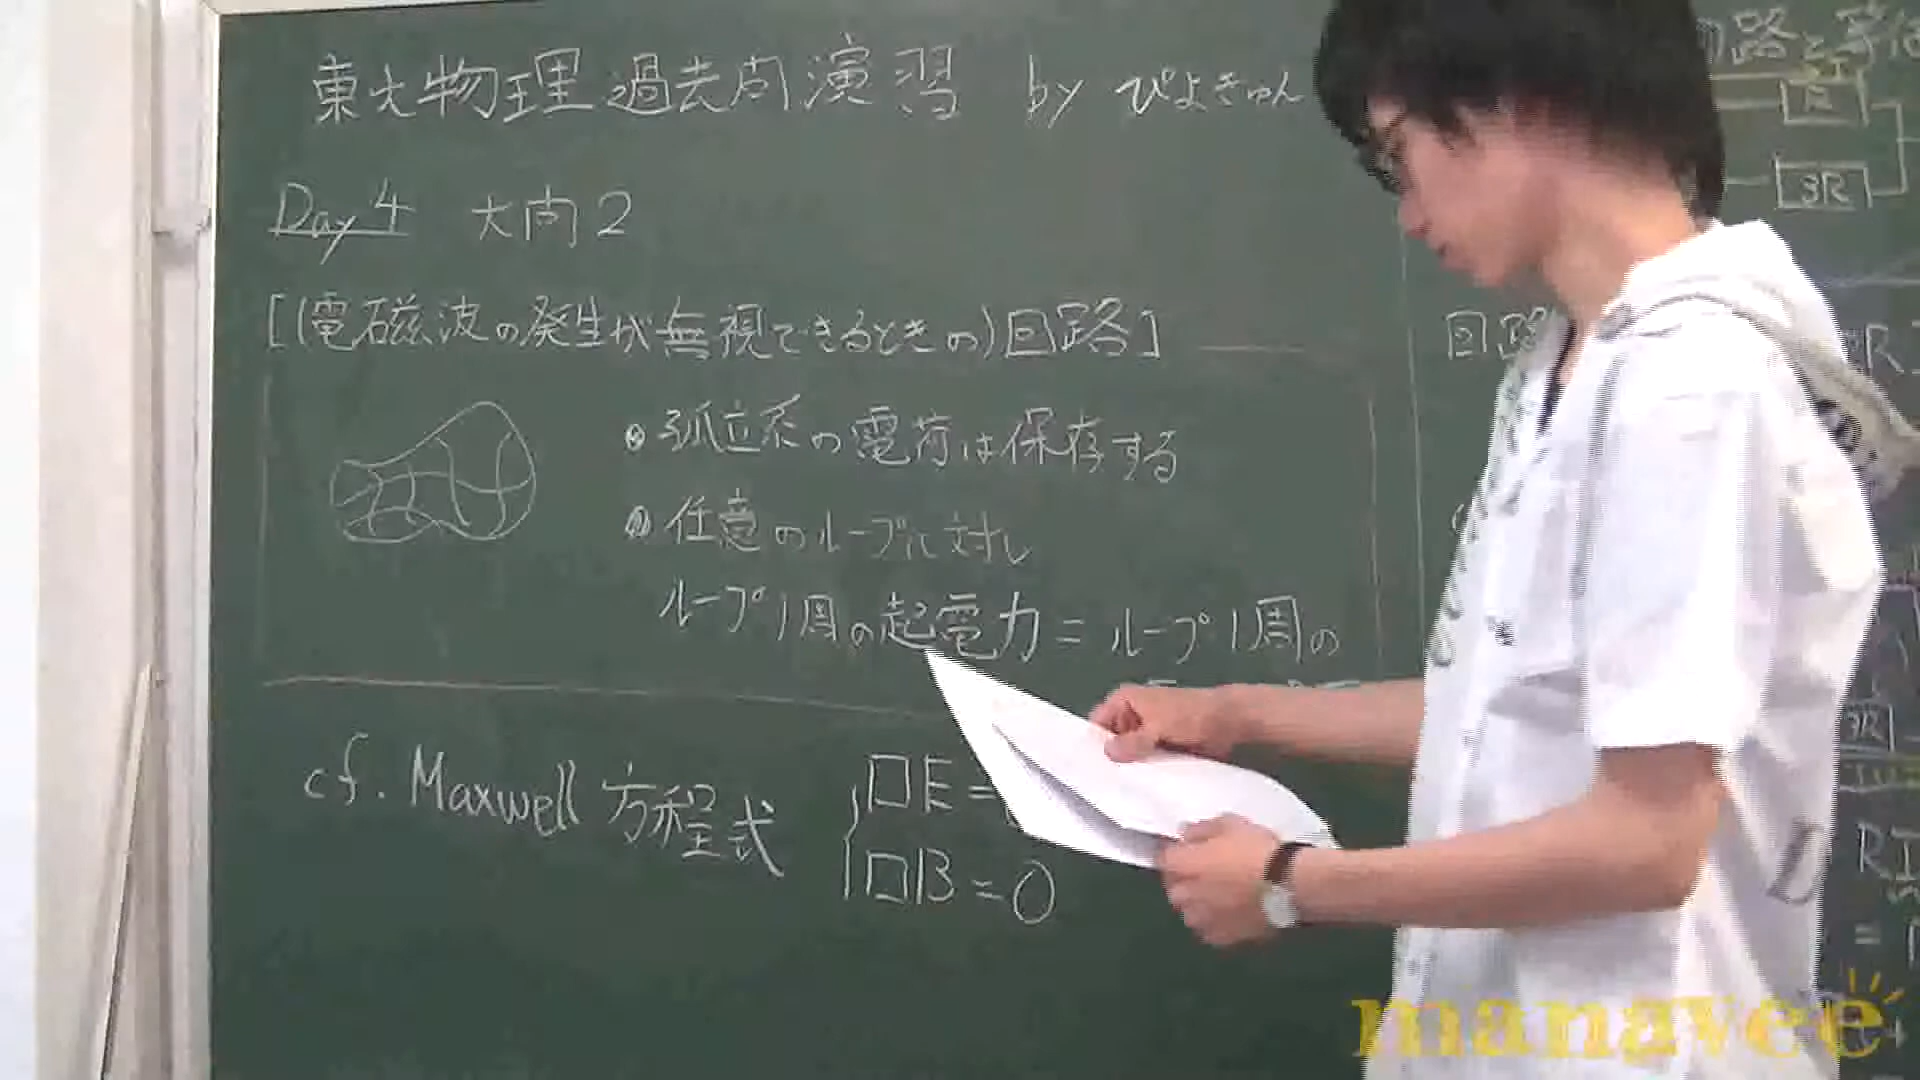 東大物理過去問演習 by ぴよきゅん
Day 4 大問2
[(電磁波の発生が無視できるときの)回路]
孤立系の電荷は保存する
任意のループに対し
ループ1周の起電力=ループ1周の
cf. Maxwell 方程式
□E=
□B=0
路と等
3R
回路
manavee